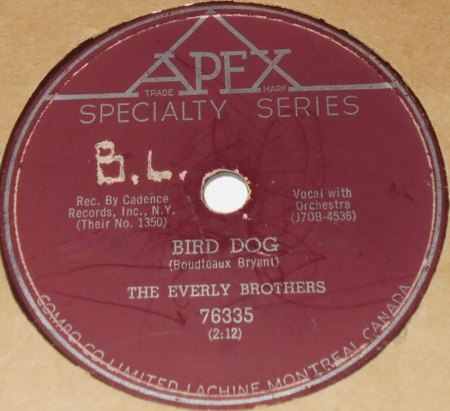 APEX
TRADE MARK
SPECIALTY SERIES
B.L.
Rec. By Cadence
Records, Inc., N.Y.
(Their No. 1350)
Vocal with
Orchestra
(J70B-4536)
BIRD DOG
(Boudleaux Bryant)
THE EVERLY BROTHERS
76335
(2:12)
COMPO CO. LIMITED, LACHINE, MONTREAL, CANADA